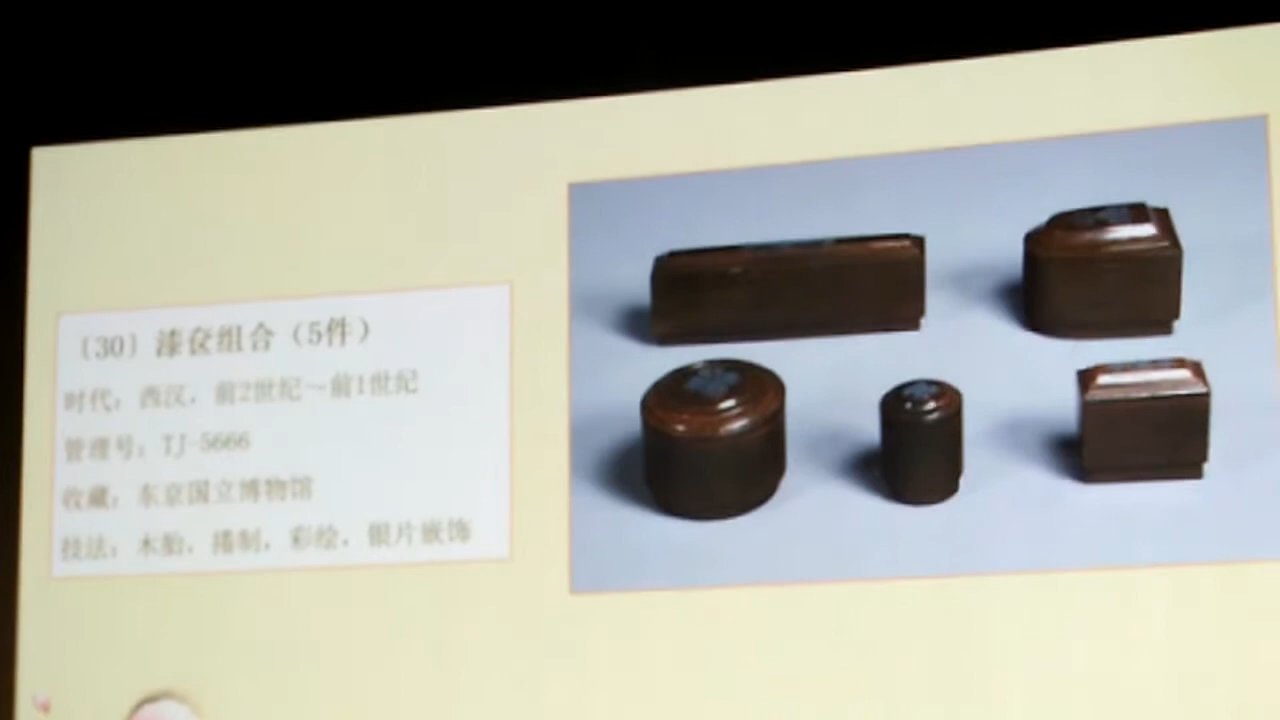 〔30〕漆奁组合（5件）
时代：西汉，前2世纪～前1世纪
管理号：TJ-5666
收藏：东京国立博物馆
技法：木胎，捲制，彩绘，银片嵌饰